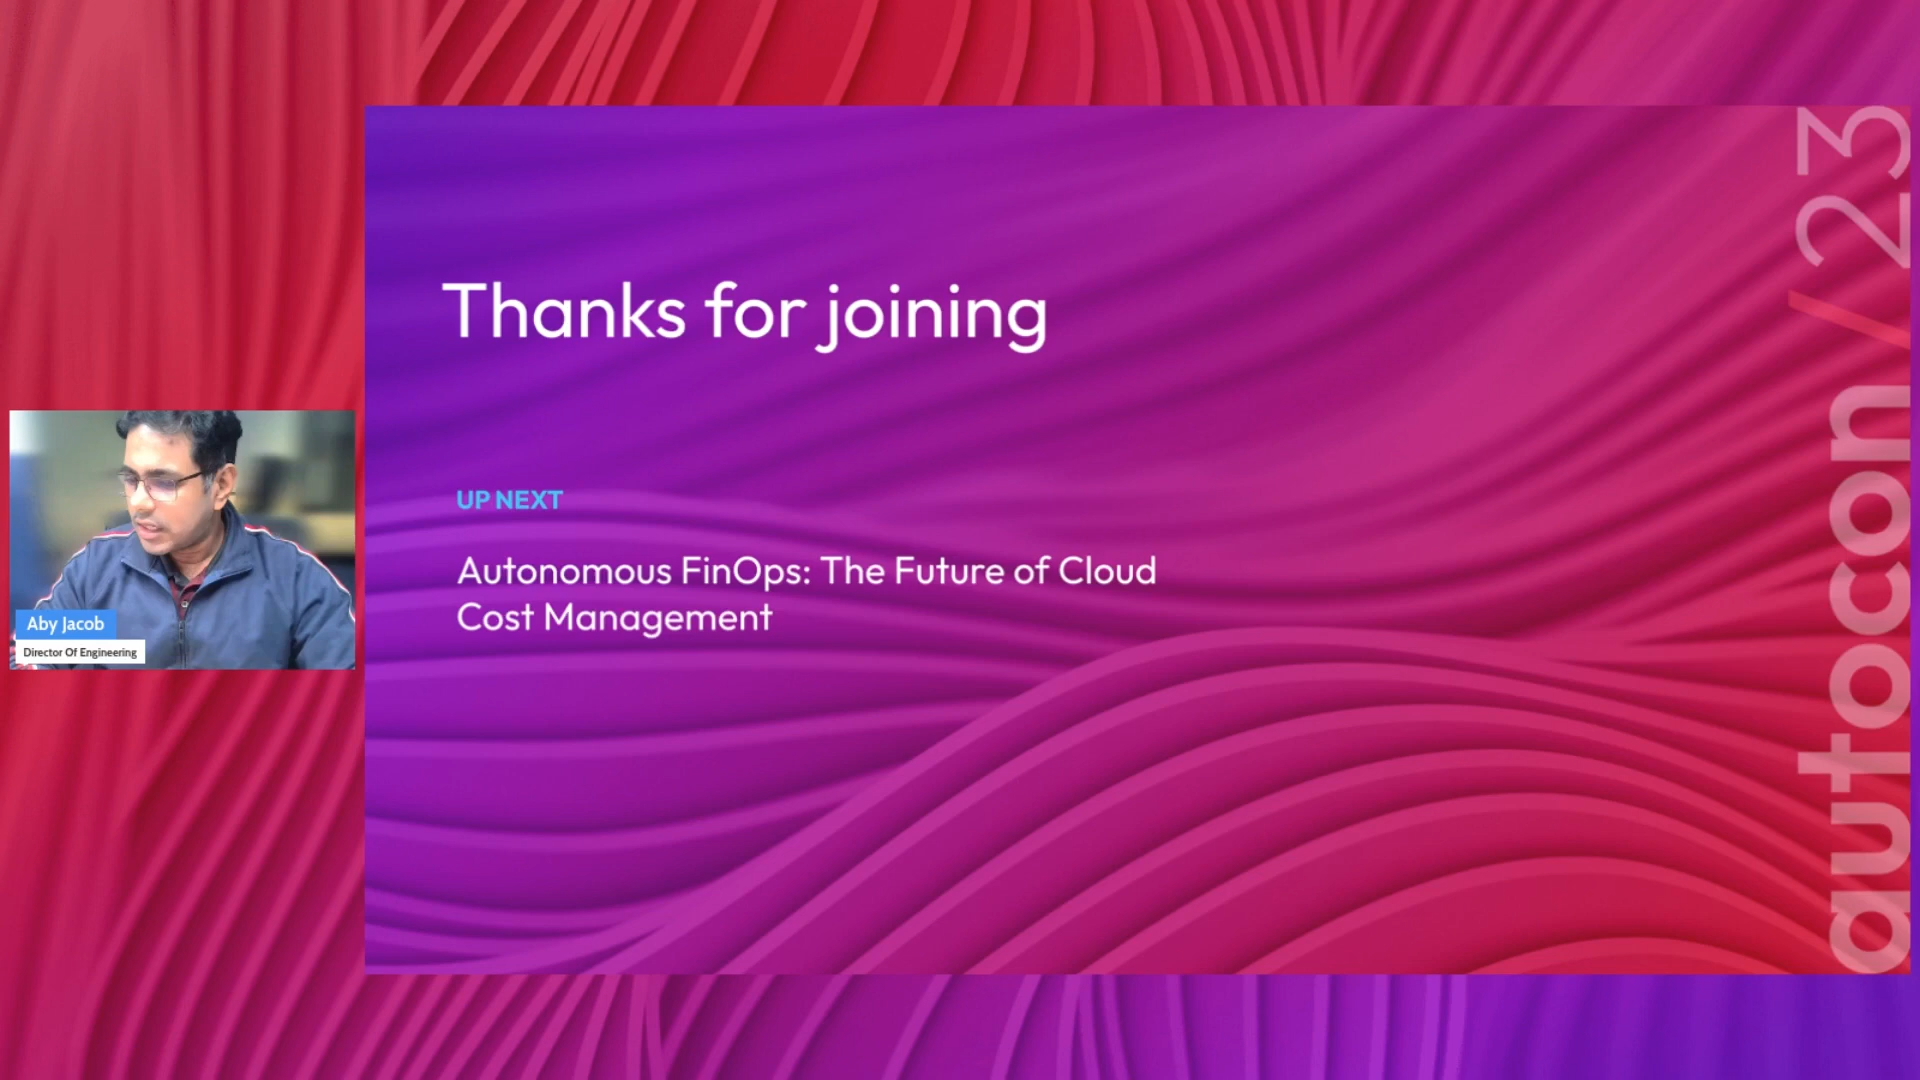 Thanks for joining
UP NEXT
Autonomous FinOps: The Future of Cloud
Cost Management
Aby Jacob
Director Of Engineering
autocon / 23